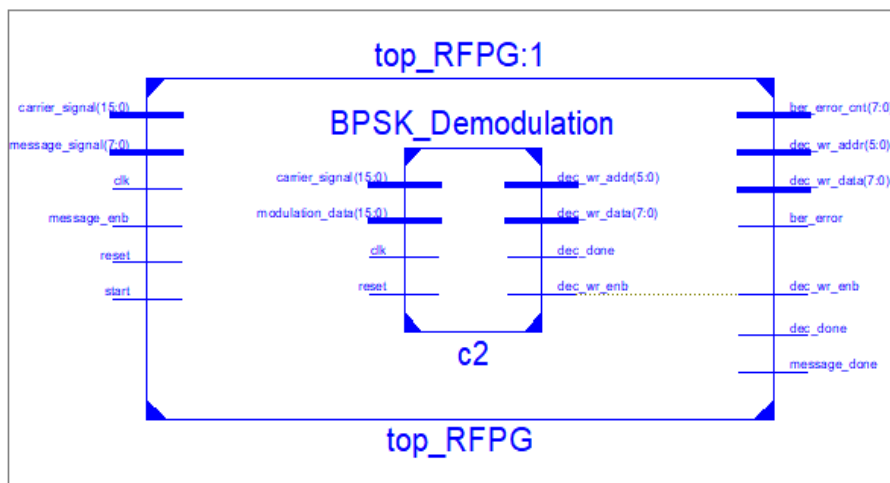 top_RFPG:1
carrier_signal(15:0)
message_signal(7:0)
clk
message_enb
reset
start
BPSK_Demodulation
carrier_signal(15:0)
modulation_data(15:0)
clk
reset
dec_wr_addr(5:0)
dec_wr_data(7:0)
dec_done
dec_wr_enb
c2
ber_error_cnt(7:0)
dec_wr_addr(5:0)
dec_wr_data(7:0)
ber_error
dec_wr_enb
dec_done
message_done
top_RFPG